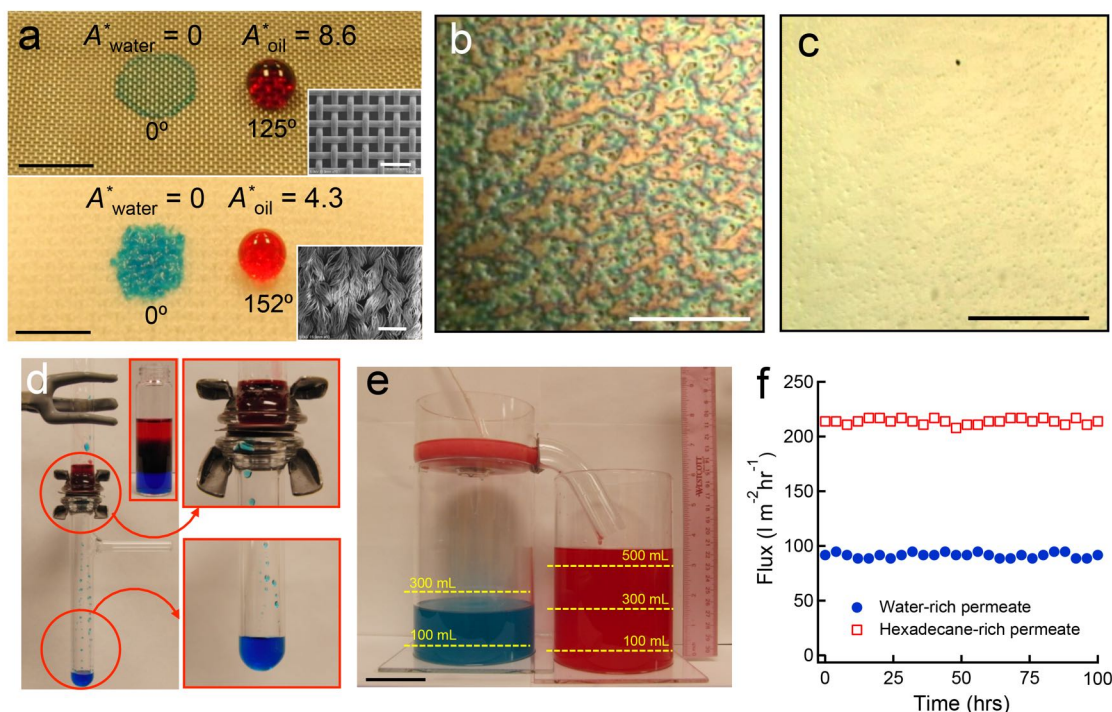 a
A*water = 0 A*oil = 8.6
0º 125º
A*water = 0 A*oil = 4.3
0º 152º
b
c
d
e
300 mL
100 mL
500 mL
300 mL
100 mL
WESTCOTT
f
250
200
150
100
50
0
Flux (l m-2hr-1)
Water-rich permeate
Hexadecane-rich permeate
0 25 50 75 100
Time (hrs)